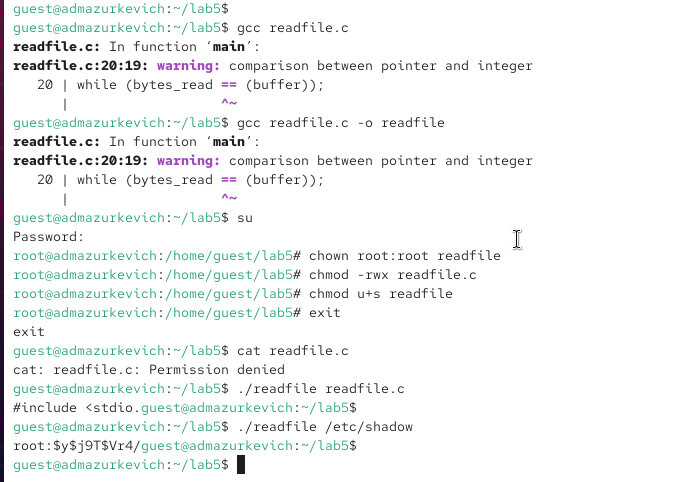 guest@admazurkevich:~/lab5$
guest@admazurkevich:~/lab5$ gcc readfile.c
readfile.c: In function ‘main’:
readfile.c:20:19: warning: comparison between pointer and integer
   20 | while (bytes_read == (buffer));
      |                   ^~
guest@admazurkevich:~/lab5$ gcc readfile.c -o readfile
readfile.c: In function ‘main’:
readfile.c:20:19: warning: comparison between pointer and integer
   20 | while (bytes_read == (buffer));
      |                   ^~
guest@admazurkevich:~/lab5$ su
Password:
root@admazurkevich:/home/guest/lab5# chown root:root readfile
root@admazurkevich:/home/guest/lab5# chmod -rwx readfile.c
root@admazurkevich:/home/guest/lab5# chmod u+s readfile
root@admazurkevich:/home/guest/lab5# exit
exit
guest@admazurkevich:~/lab5$ cat readfile.c
cat: readfile.c: Permission denied
guest@admazurkevich:~/lab5$ ./readfile readfile.c
#include <stdio.guest@admazurkevich:~/lab5$
guest@admazurkevich:~/lab5$ ./readfile /etc/shadow
root:$y$j9T$Vr4/guest@admazurkevich:~/lab5$
guest@admazurkevich:~/lab5$